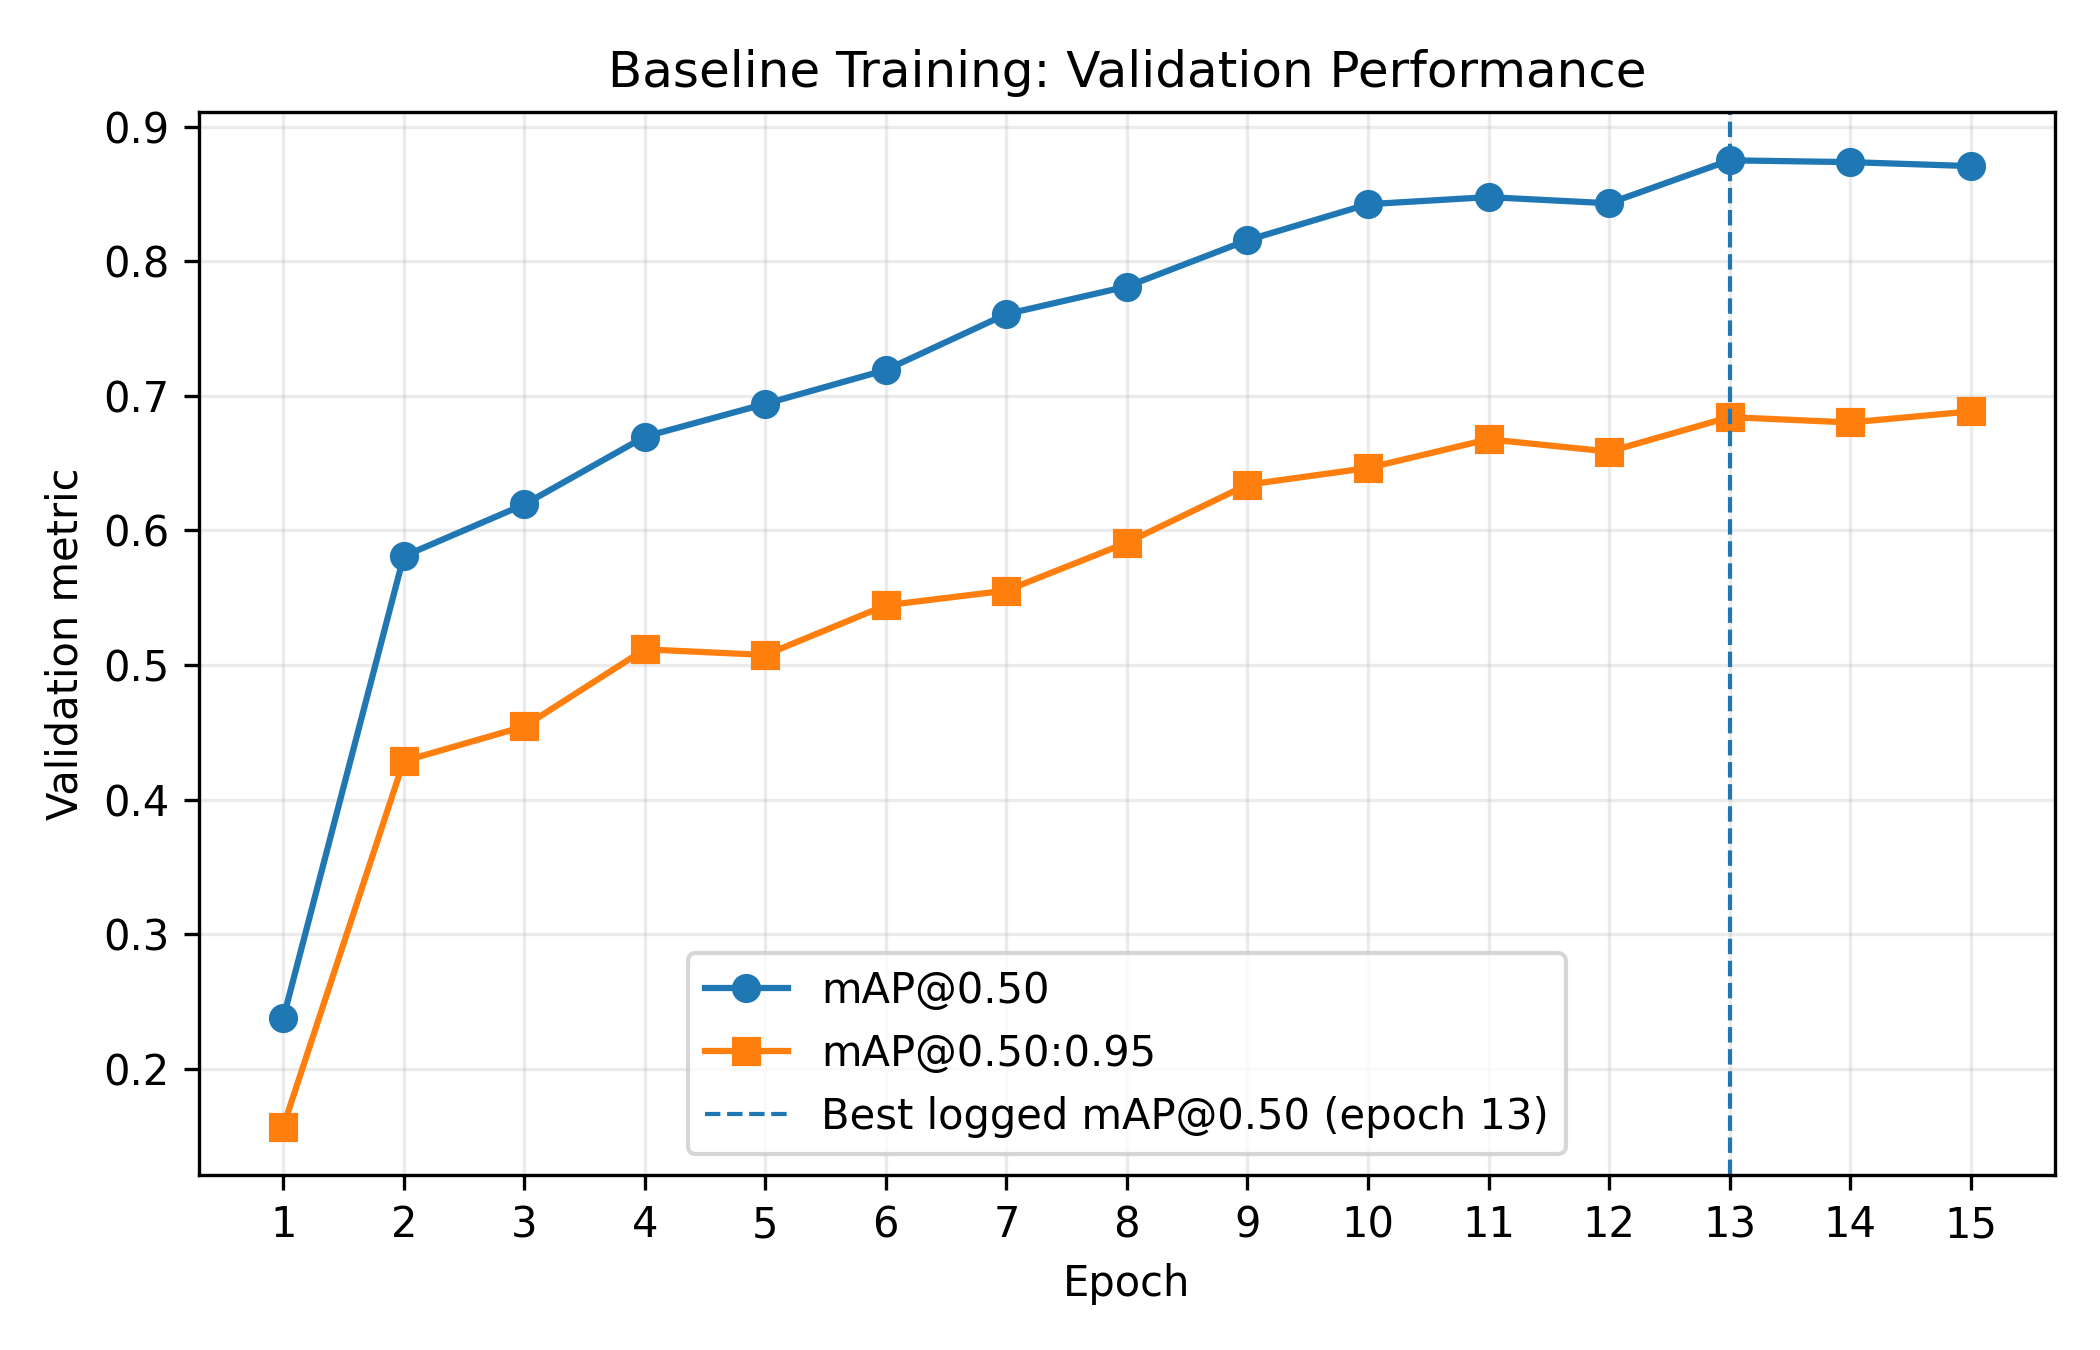 Baseline Training: Validation Performance
Validation metric
0.9
0.8
0.7
0.6
0.5
0.4
0.3
0.2
mAP@0.50
mAP@0.50:0.95
Best logged mAP@0.50 (epoch 13)
1 2 3 4 5 6 7 8 9 10 11 12 13 14 15
Epoch